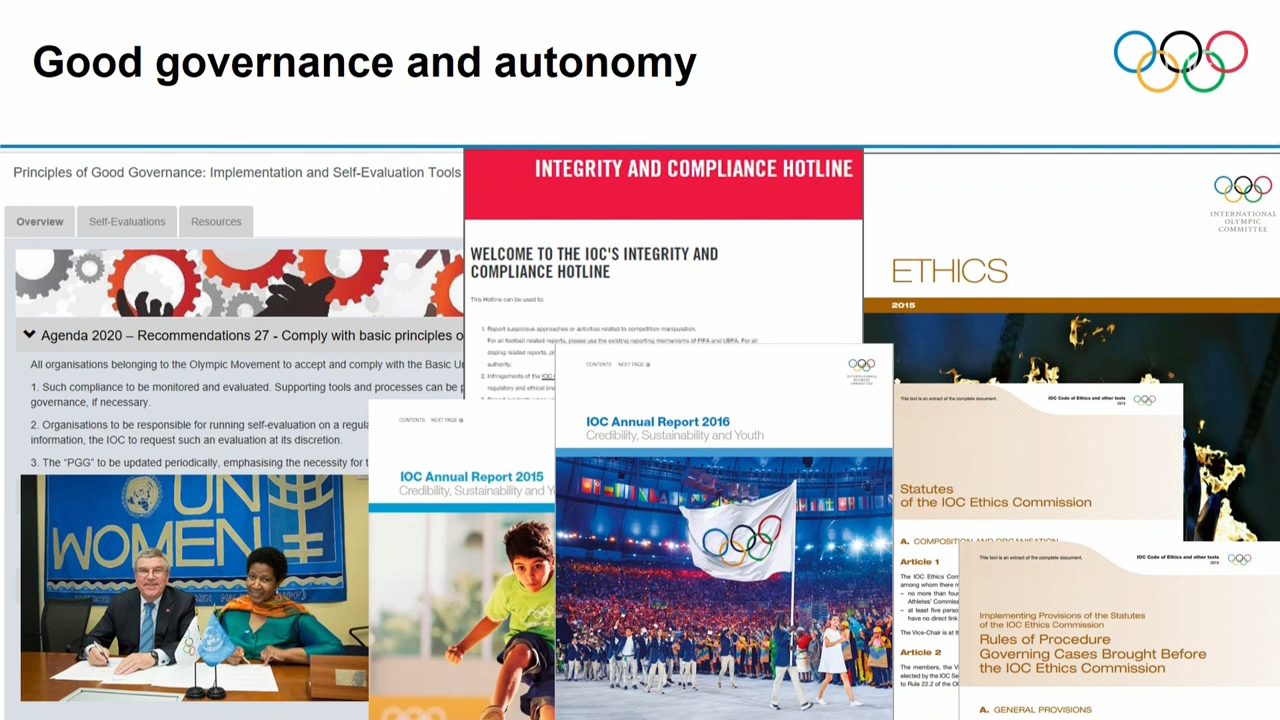 Good governance and autonomy
Principles of Good Governance: Implementation and Self-Evaluation Tools
Overview
Self-Evaluations
Resources
Agenda 2020 – Recommendations 27 - Comply with basic principles o
All organisations belonging to the Olympic Movement to accept and comply with the Basic Un
1. Such compliance to be monitored and evaluated. Supporting tools and processes can be p
governance, if necessary.
2. Organisations to be responsible for running self-evaluation on a regula
information, the IOC to request such an evaluation at its discretion.
3. The “PGG” to be updated periodically, emphasising the necessity for t
UN
WOMEN
INTEGRITY AND COMPLIANCE HOTLINE
WELCOME TO THE IOC'S INTEGRITY AND
COMPLIANCE HOTLINE
This Hotline can be used to:
1. Report suspicious approaches or activities related to competition manipulation.
For all football related reports, please use the existing reporting mechanisms of FIFA and UEFA. For all
doping related reports, pl
authority.
2. Infringements of the IOC
regulatory and ethical bre
CONTENTS NEXT PAGE
IOC Annual Report 2015
Credibility, Sustainability and Y
CONTENTS NEXT PAGE
INTERNATIONAL
OLYMPIC
COMMITTEE
IOC Annual Report 2016
Credibility, Sustainability and Youth
INTERNATIONAL
OLYMPIC
COMMITTEE
ETHICS
2015
This text is an extract of the complete document.
IOC Code of Ethics and other texts
2015
Statutes
of the IOC Ethics Commission
A. COMPOSITION AND ORGANISATION
Article 1
The IOC Ethics Com
among whom there m
– no more than four
Athletes' Commiss
– at least five perso
have no direct link
The Vice-Chair is at th
Article 2
The members, the V
elected by the IOC Se
to Rule 22.2 of the Ol
This text is an extract of the complete document.
IOC Code of Ethics and other texts
2015
Implementing Provisions of the Statutes
of the IOC Ethics Commission
Rules of Procedure
Governing Cases Brought Before
the IOC Ethics Commission
A. GENERAL PROVISIONS